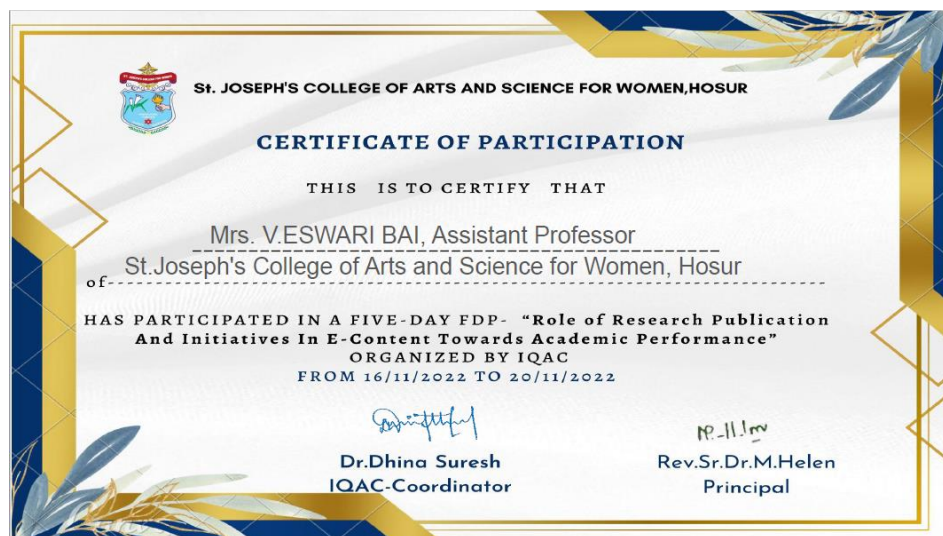 St. JOSEPH'S COLLEGE OF ARTS AND SCIENCE FOR WOMEN,HOSUR
CERTIFICATE OF PARTICIPATION
THIS IS TO CERTIFY THAT
Mrs. V.ESWARI BAI, Assistant Professor
of St.Joseph's College of Arts and Science for Women, Hosur
HAS PARTICIPATED IN A FIVE-DAY FDP- “Role of Research Publication
And Initiatives In E-Content Towards Academic Performance”
ORGANIZED BY IQAC
FROM 16/11/2022 TO 20/11/2022
Dr.Dhina Suresh
IQAC-Coordinator
Rev.Sr.Dr.M.Helen
Principal